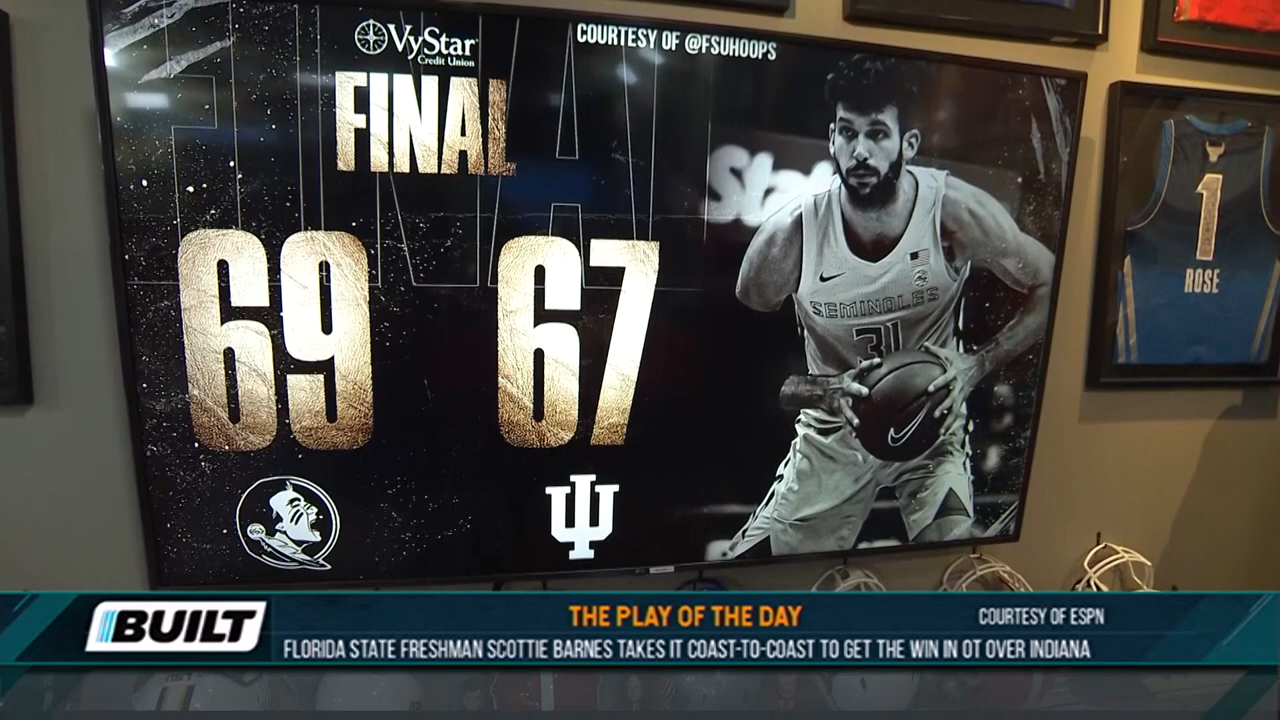 VyStar
Credit Union
COURTESY OF @FSUHOOPS
FINAL
FINAL
69 67
SEMINOLES
31
1
ROSE
BUILT
THE PLAY OF THE DAY
COURTESY OF ESPN
FLORIDA STATE FRESHMAN SCOTTIE BARNES TAKES IT COAST-TO-COAST TO GET THE WIN IN OT OVER INDIANA